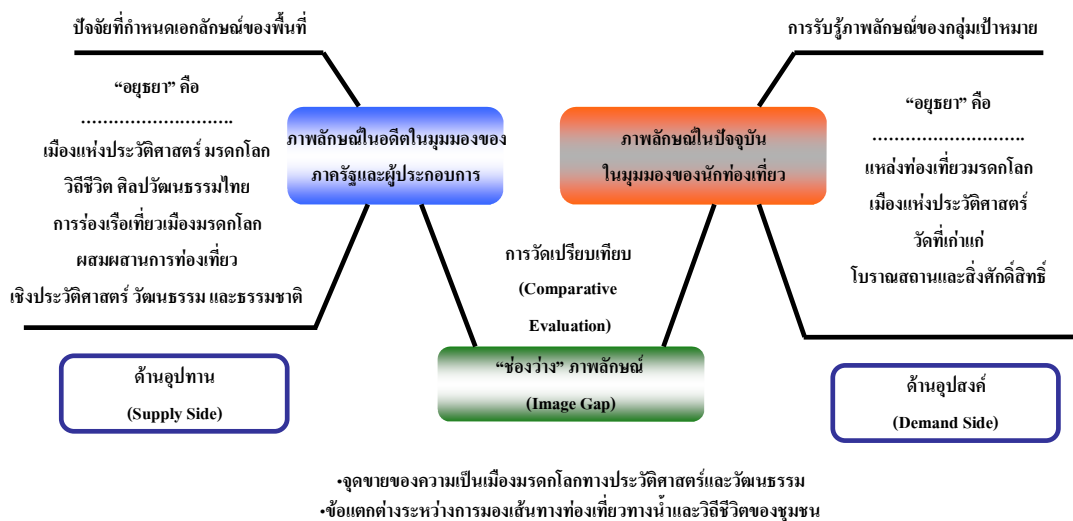 ปัจจัยที่กำหนดเอกลักษณ์ของพื้นที่
“อยุธยา” คือ
………………………..
เมืองแห่งประวัติศาสตร์ มรดกโลก
วิถีชีวิต ศิลปวัฒนธรรมไทย
การร่องเรือเที่ยวเมืองมรดกโลก
ผสมผสานการท่องเที่ยว
เชิงประวัติศาสตร์ วัฒนธรรม และธรรมชาติ
ด้านอุปทาน
(Supply Side)
ภาพลักษณ์ในอดีตในมุมมองของ
ภาครัฐและผู้ประกอบการ
การวัดเปรียบเทียบ
(Comparative
Evaluation)
“ช่องว่าง” ภาพลักษณ์
(Image Gap)
ภาพลักษณ์ในปัจจุบัน
ในมุมมองของนักท่องเที่ยว
การรับรู้ภาพลักษณ์ของกลุ่มเป้าหมาย
“อยุธยา” คือ
……………………….
แหล่งท่องเที่ยวมรดกโลก
เมืองแห่งประวัติศาสตร์
วัดที่เก่าแก่
โบราณสถานและสิ่งศักดิ์สิทธิ์
ด้านอุปสงค์
(Demand Side)
•จุดขายของความเป็นเมืองมรดกโลกทางประวัติศาสตร์และวัฒนธรรม
•ข้อแตกต่างระหว่างการมองเส้นทางท่องเที่ยวทางน้ำและวิถีชีวิตของชุมชน